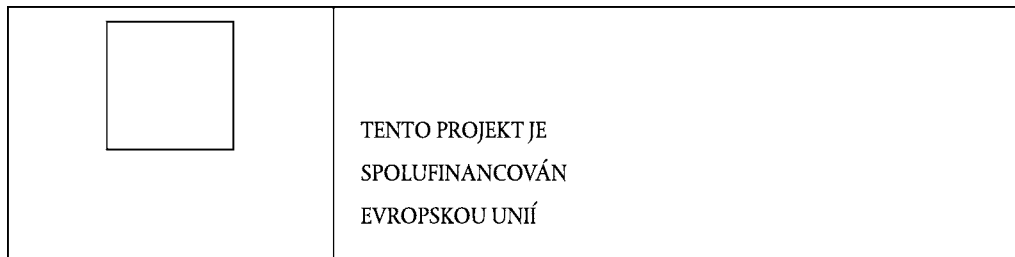 TENTO PROJEKT JE
SPOLUFINANCOVÁN
EVROPSKOU UNIÍ